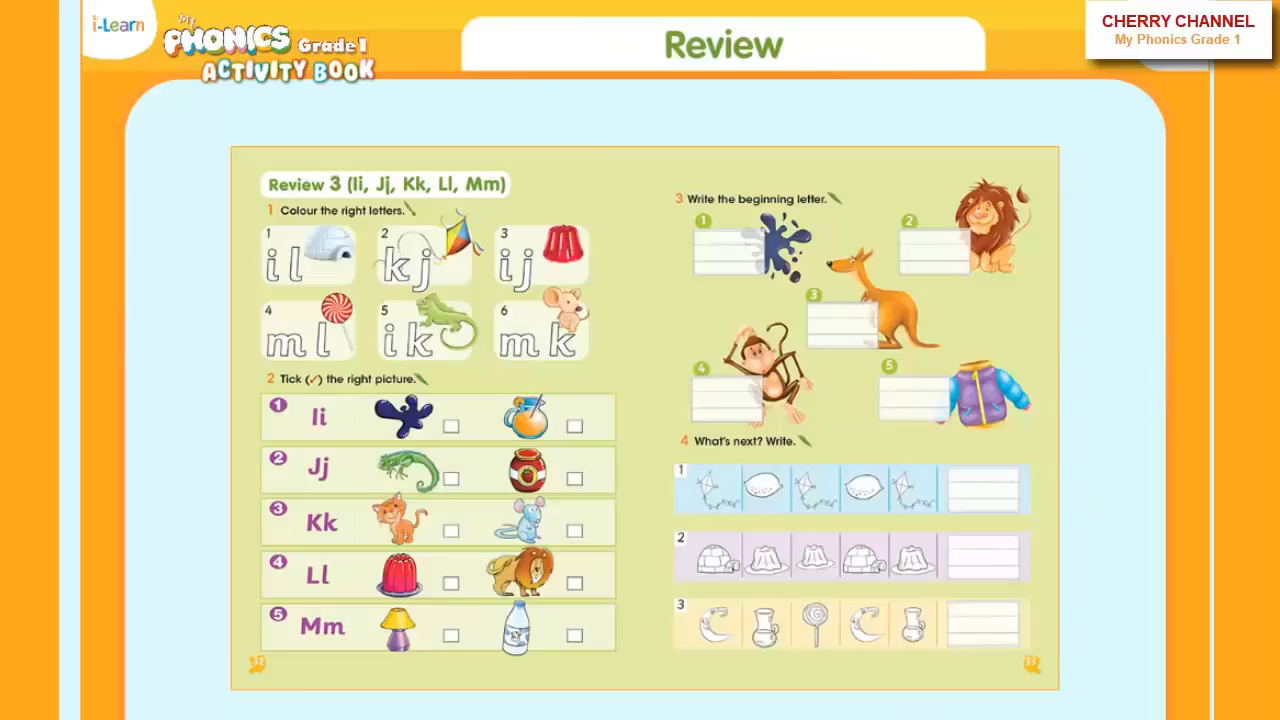 i-Learn
My
PHONICS Grade 1
ACTIVITY BOOK
Review
CHERRY CHANNEL
My Phonics Grade 1
Review 3 (Ii, Jj, Kk, Ll, Mm)
1 Colour the right letters.
1 2 3
i l k j i j
4 5 6
m l i k m k
2 Tick (✓) the right picture.
1 Ii
2 Jj
3 Kk
4 Ll
5 Mm
32
3 Write the beginning letter.
1 2
3
4 5
4 What's next? Write.
1
2
3
33